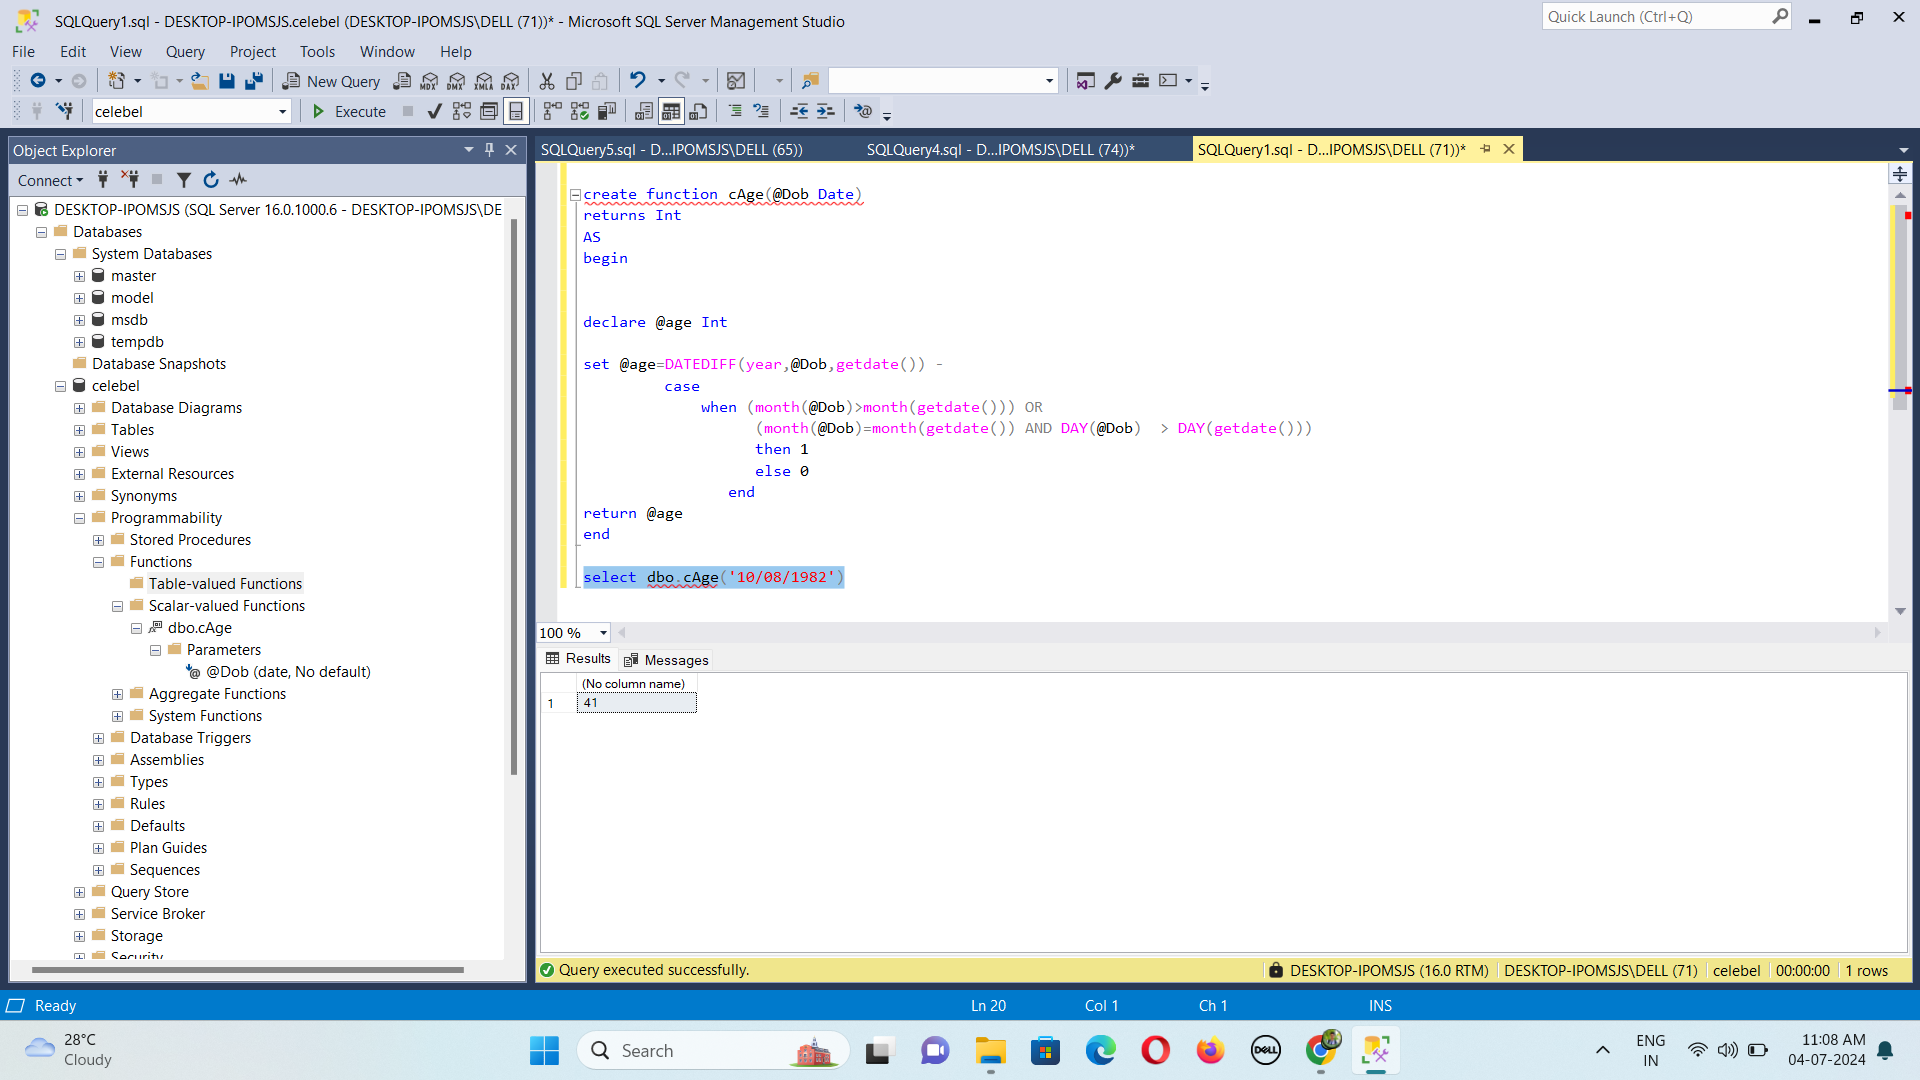 SQLQuery1.sql - DESKTOP-IPOMSJS.celebel (DESKTOP-IPOMSJS\DELL (71))* - Microsoft SQL Server Management Studio
Quick Launch (Ctrl+Q)
File Edit View Query Project Tools Window Help
New Query MDX DMX XMLA DAX
celebel Execute
Object Explorer
Connect
DESKTOP-IPOMSJS (SQL Server 16.0.1000.6 - DESKTOP-IPOMSJS\DE
Databases
System Databases
master
model
msdb
tempdb
Database Snapshots
celebel
Database Diagrams
Tables
Views
External Resources
Synonyms
Programmability
Stored Procedures
Functions
Table-valued Functions
Scalar-valued Functions
dbo.cAge
Parameters
@Dob (date, No default)
Aggregate Functions
System Functions
Database Triggers
Assemblies
Types
Rules
Defaults
Plan Guides
Sequences
Query Store
Service Broker
Storage
Security
SQLQuery5.sql - D...IPOMSJS\DELL (65)) SQLQuery4.sql - D...IPOMSJS\DELL (74))* SQLQuery1.sql - D...IPOMSJS\DELL (71))*
create function cAge(@Dob Date)
returns Int
AS
begin
declare @age Int
set @age=DATEDIFF(year,@Dob,getdate()) -
case
when (month(@Dob)>month(getdate())) OR
(month(@Dob)=month(getdate()) AND DAY(@Dob)  > DAY(getdate()))
then 1
else 0
end
return @age
end
select dbo.cAge('10/08/1982')
100 %
Results Messages
(No column name)
1 41
Query executed successfully. DESKTOP-IPOMSJS (16.0 RTM) DESKTOP-IPOMSJS\DELL (71) celebel 00:00:00 1 rows
Ready Ln 20 Col 1 Ch 1 INS
28°C
Cloudy
Search
DELL
ENG
IN
11:08 AM
04-07-2024